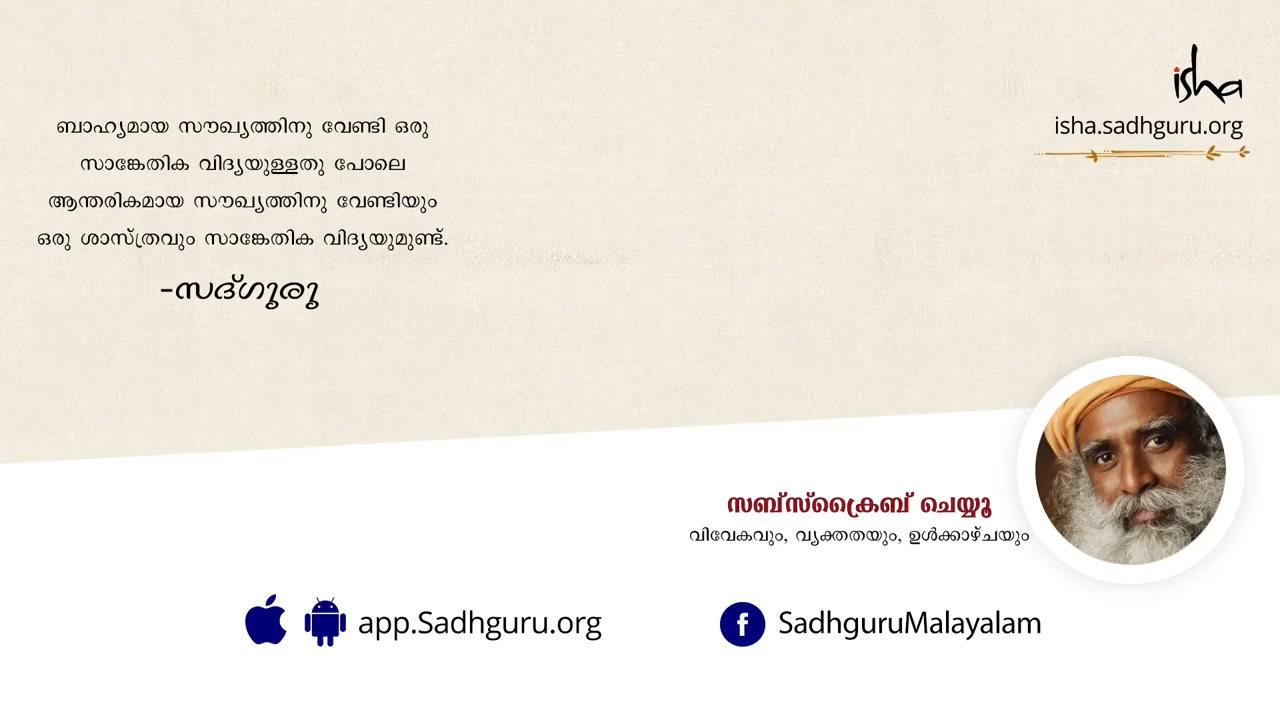 isha
isha.sadhguru.org
ബാഹ്യമായ സൗഖ്യത്തിനു വേണ്ടി ഒരു
സാങ്കേതിക വിദ്യയുള്ളതു പോലെ
ആന്തരികമായ സൗഖ്യത്തിനു വേണ്ടിയും
ഒരു ശാസ്ത്രവും സാങ്കേതിക വിദ്യയുമുണ്ട്.
-സദ്ഗുരു
സബ്സ്ക്രൈബ് ചെയ്യൂ
വിവേകവും, വ്യക്തതയും, ഉൾക്കാഴ്ചയും
app.Sadhguru.org
SadhguruMalayalam